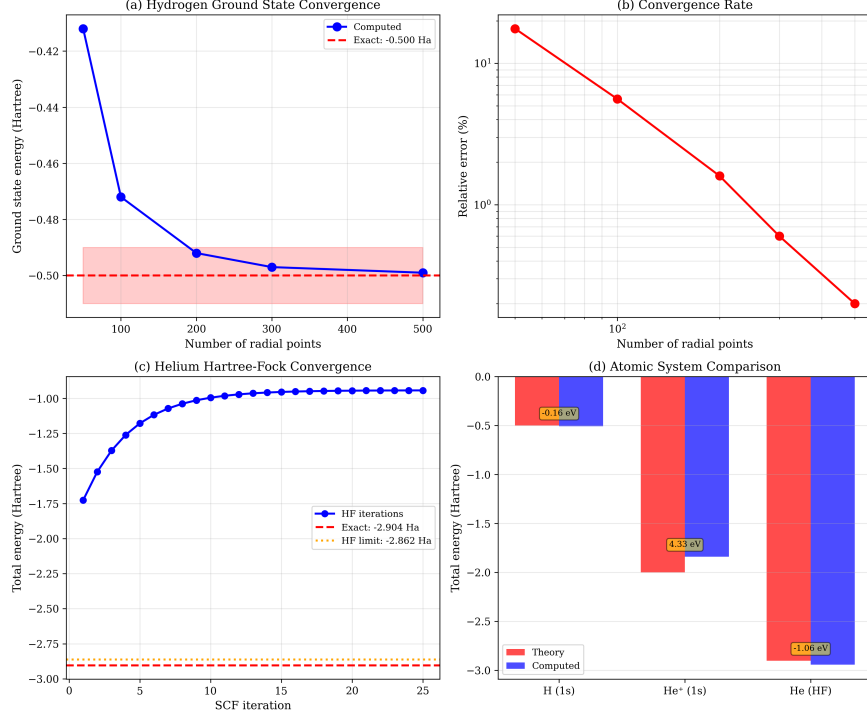 (a) Hydrogen Ground State Convergence
Computed
Exact: -0.500 Ha
−0.42
−0.44
−0.46
−0.48
−0.50
Ground state energy (Hartree)
100
200
300
400
500
Number of radial points
(b) Convergence Rate
10¹
10⁰
Relative error (%)
10²
Number of radial points
(c) Helium Hartree-Fock Convergence
−1.00
−1.25
−1.50
−1.75
−2.00
−2.25
−2.50
−2.75
−3.00
Total energy (Hartree)
HF iterations
Exact: -2.904 Ha
HF limit: -2.862 Ha
0
5
10
15
20
25
SCF iteration
(d) Atomic System Comparison
0.0
−0.5
−1.0
−1.5
−2.0
−2.5
−3.0
Total energy (Hartree)
-0.16 eV
4.33 eV
-1.06 eV
Theory
Computed
H (1s)
He⁺ (1s)
He (HF)